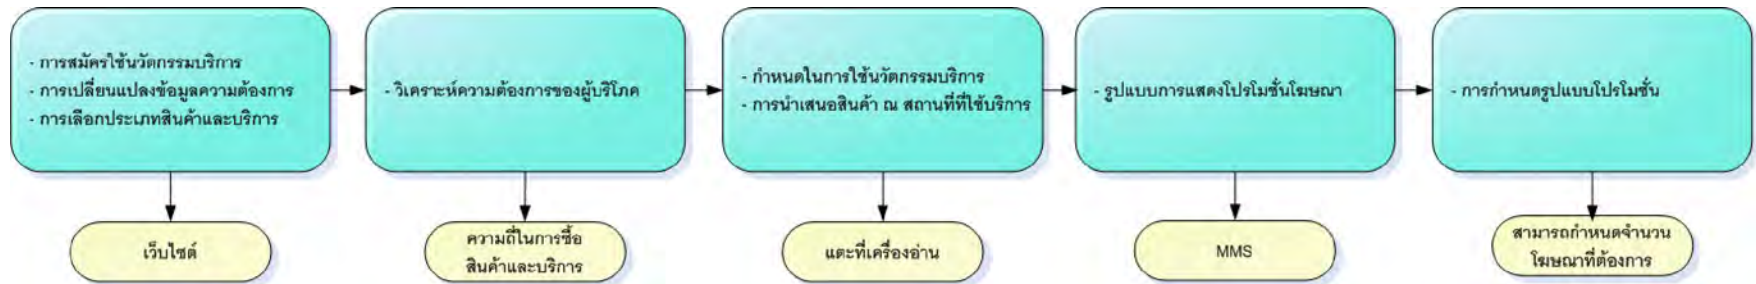 - การสมัครใช้นวัตกรรมบริการ
- การเปลี่ยนแปลงข้อมูลความต้องการ
- การเลือกประเภทสินค้าและบริการ
- วิเคราะห์ความต้องการของผู้บริโภค
- กำหนดในการใช้นวัตกรรมบริการ
- การนำเสนอสินค้า ณ สถานที่ที่ใช้บริการ
- รูปแบบการแสดงโปรโมชั่นโฆษณา
- การกำหนดรูปแบบโปรโมชั่น
เว็บไซต์
ความถี่ในการซื้อ
สินค้าและบริการ
แตะที่เครื่องอ่าน
MMS
สามารถกำหนดจำนวน
โฆษณาที่ต้องการ